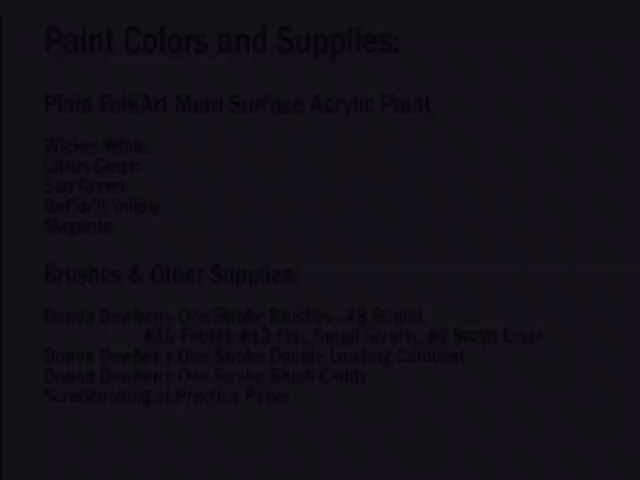 Paint Colors and Supplies:
Plaid FolkArt Multi-Surface Acrylic Paint:
Wicker White
Citrus Green
Sap Green
Daffodil Yellow
Magenta
Brushes & Other Supplies:
Donna Dewberry One Stroke Brushes - #8 Round,
#10 Filbert, #12 Flat, Small Scruffy, #2 Script Liner
Donna Dewberry One Stroke Double Loading Carousel
Donna Dewberry One Stroke Brush Caddy
Scrapbooking or Practice Paper